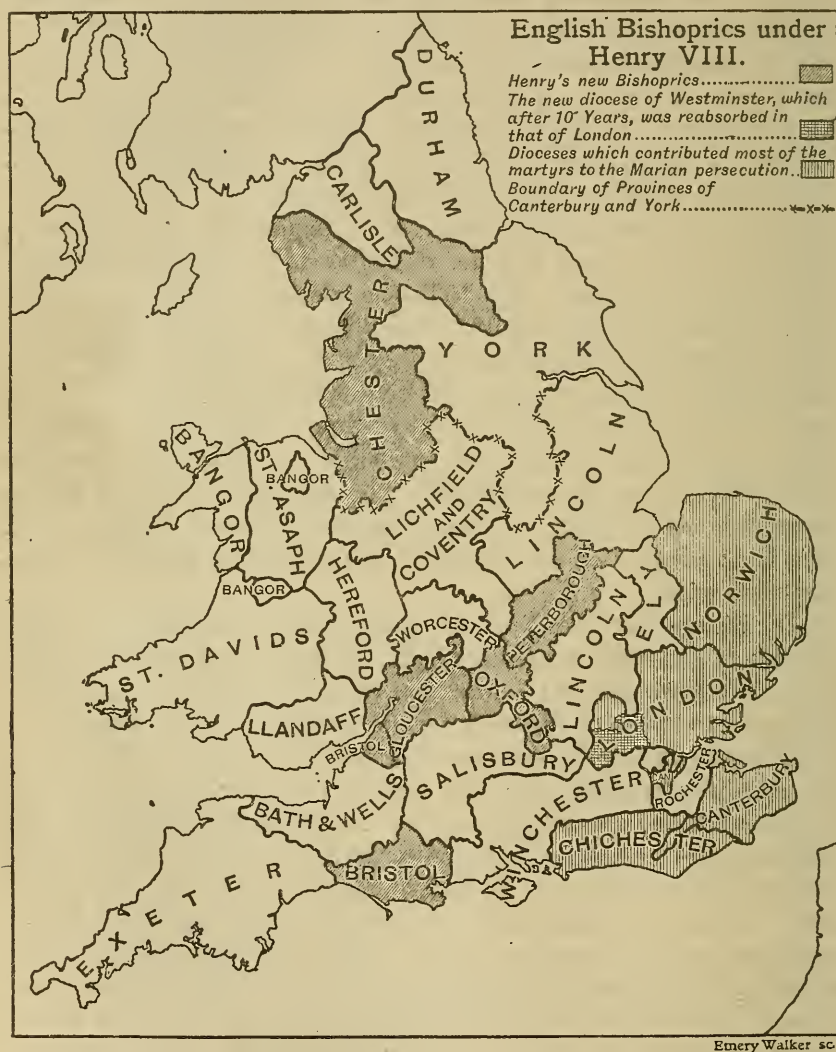 English Bishoprics under
Henry VIII.
Henry's new Bishoprics
The new diocese of Westminster, which
after 10 Years, was reabsorbed in
that of London
Dioceses which contributed most of the
martyrs to the Marian persecution
Boundary of Provinces of
Canterbury and York
DURHAM
CARLISLE
CHESTER
YORK
BANGOR
ST. ASAPH
BANGOR
LICHFIELD
AND
COVENTRY
LINCOLN
BANGOR
HEREFORD
WORCESTER
PETERBOROUGH
LINCOLN
ELY
NORWICH
ST. DAVIDS
LLANDAFF
BRISTOL
GLOUCESTER
OXFORD
LONDON
BATH & WELLS
SALISBURY
WINCHESTER
ROCHESTER
CANTERBURY
CHICHESTER
BRISTOL
EXETER
Emery Walker sc